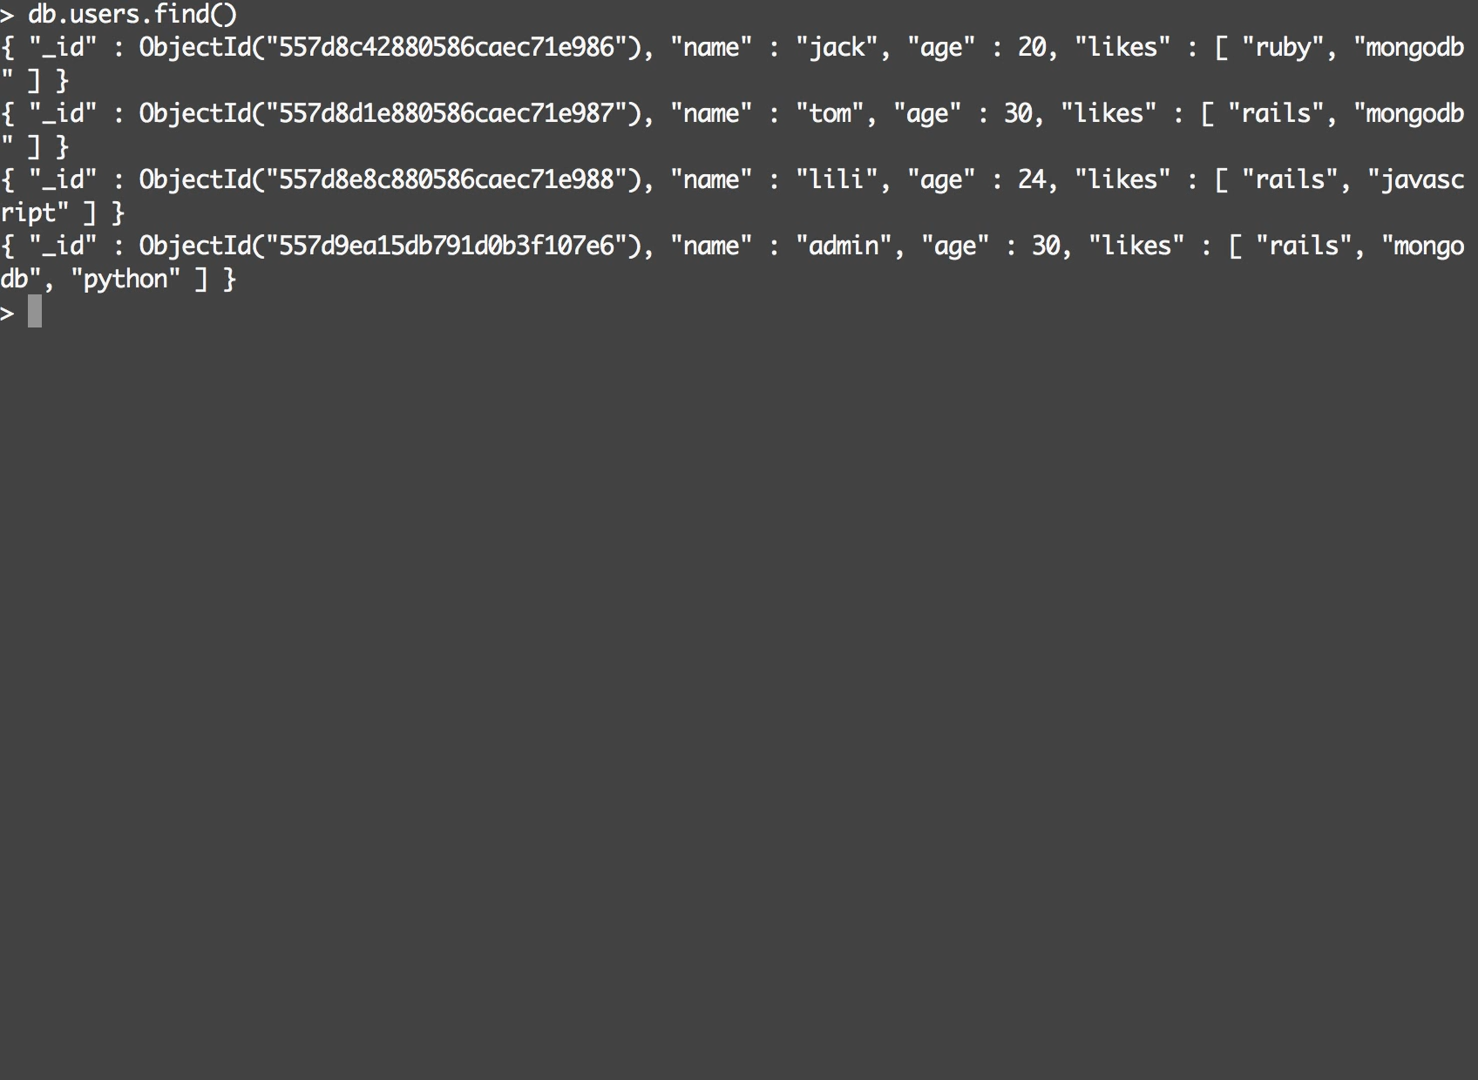 > db.users.find()
{ "_id" : ObjectId("557d8c42880586caec71e986"), "name" : "jack", "age" : 20, "likes" : [ "ruby", "mongodb
" ] }
{ "_id" : ObjectId("557d8d1e880586caec71e987"), "name" : "tom", "age" : 30, "likes" : [ "rails", "mongodb
" ] }
{ "_id" : ObjectId("557d8e8c880586caec71e988"), "name" : "lili", "age" : 24, "likes" : [ "rails", "javasc
ript" ] }
{ "_id" : ObjectId("557d9ea15db791d0b3f107e6"), "name" : "admin", "age" : 30, "likes" : [ "rails", "mongo
db", "python" ] }
>